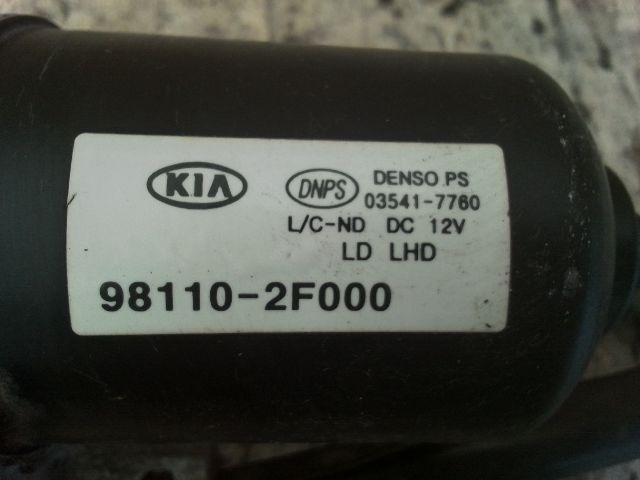 KIA DNPS DENSO PS
03541-7760
L/C-ND DC 12V
LD LHD
98110-2F000